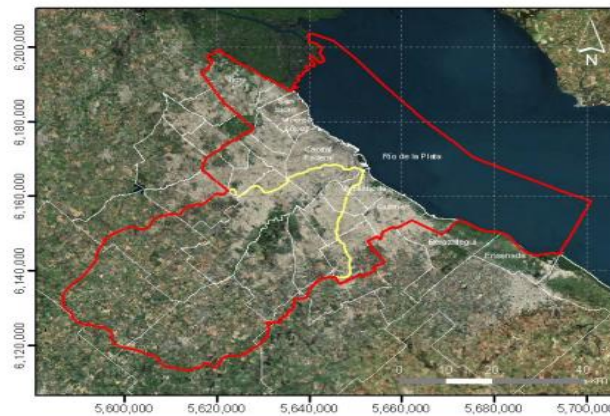 6,200,000
N
Capital
Federal
Río de la Plata
6,180,000
6,160,000
Berazategui
Ensenada
6,140,000
6,120,000
0 10 20 40
5,600,000 5,620,000 5,640,000 5,660,000 5,680,000 5,700,000